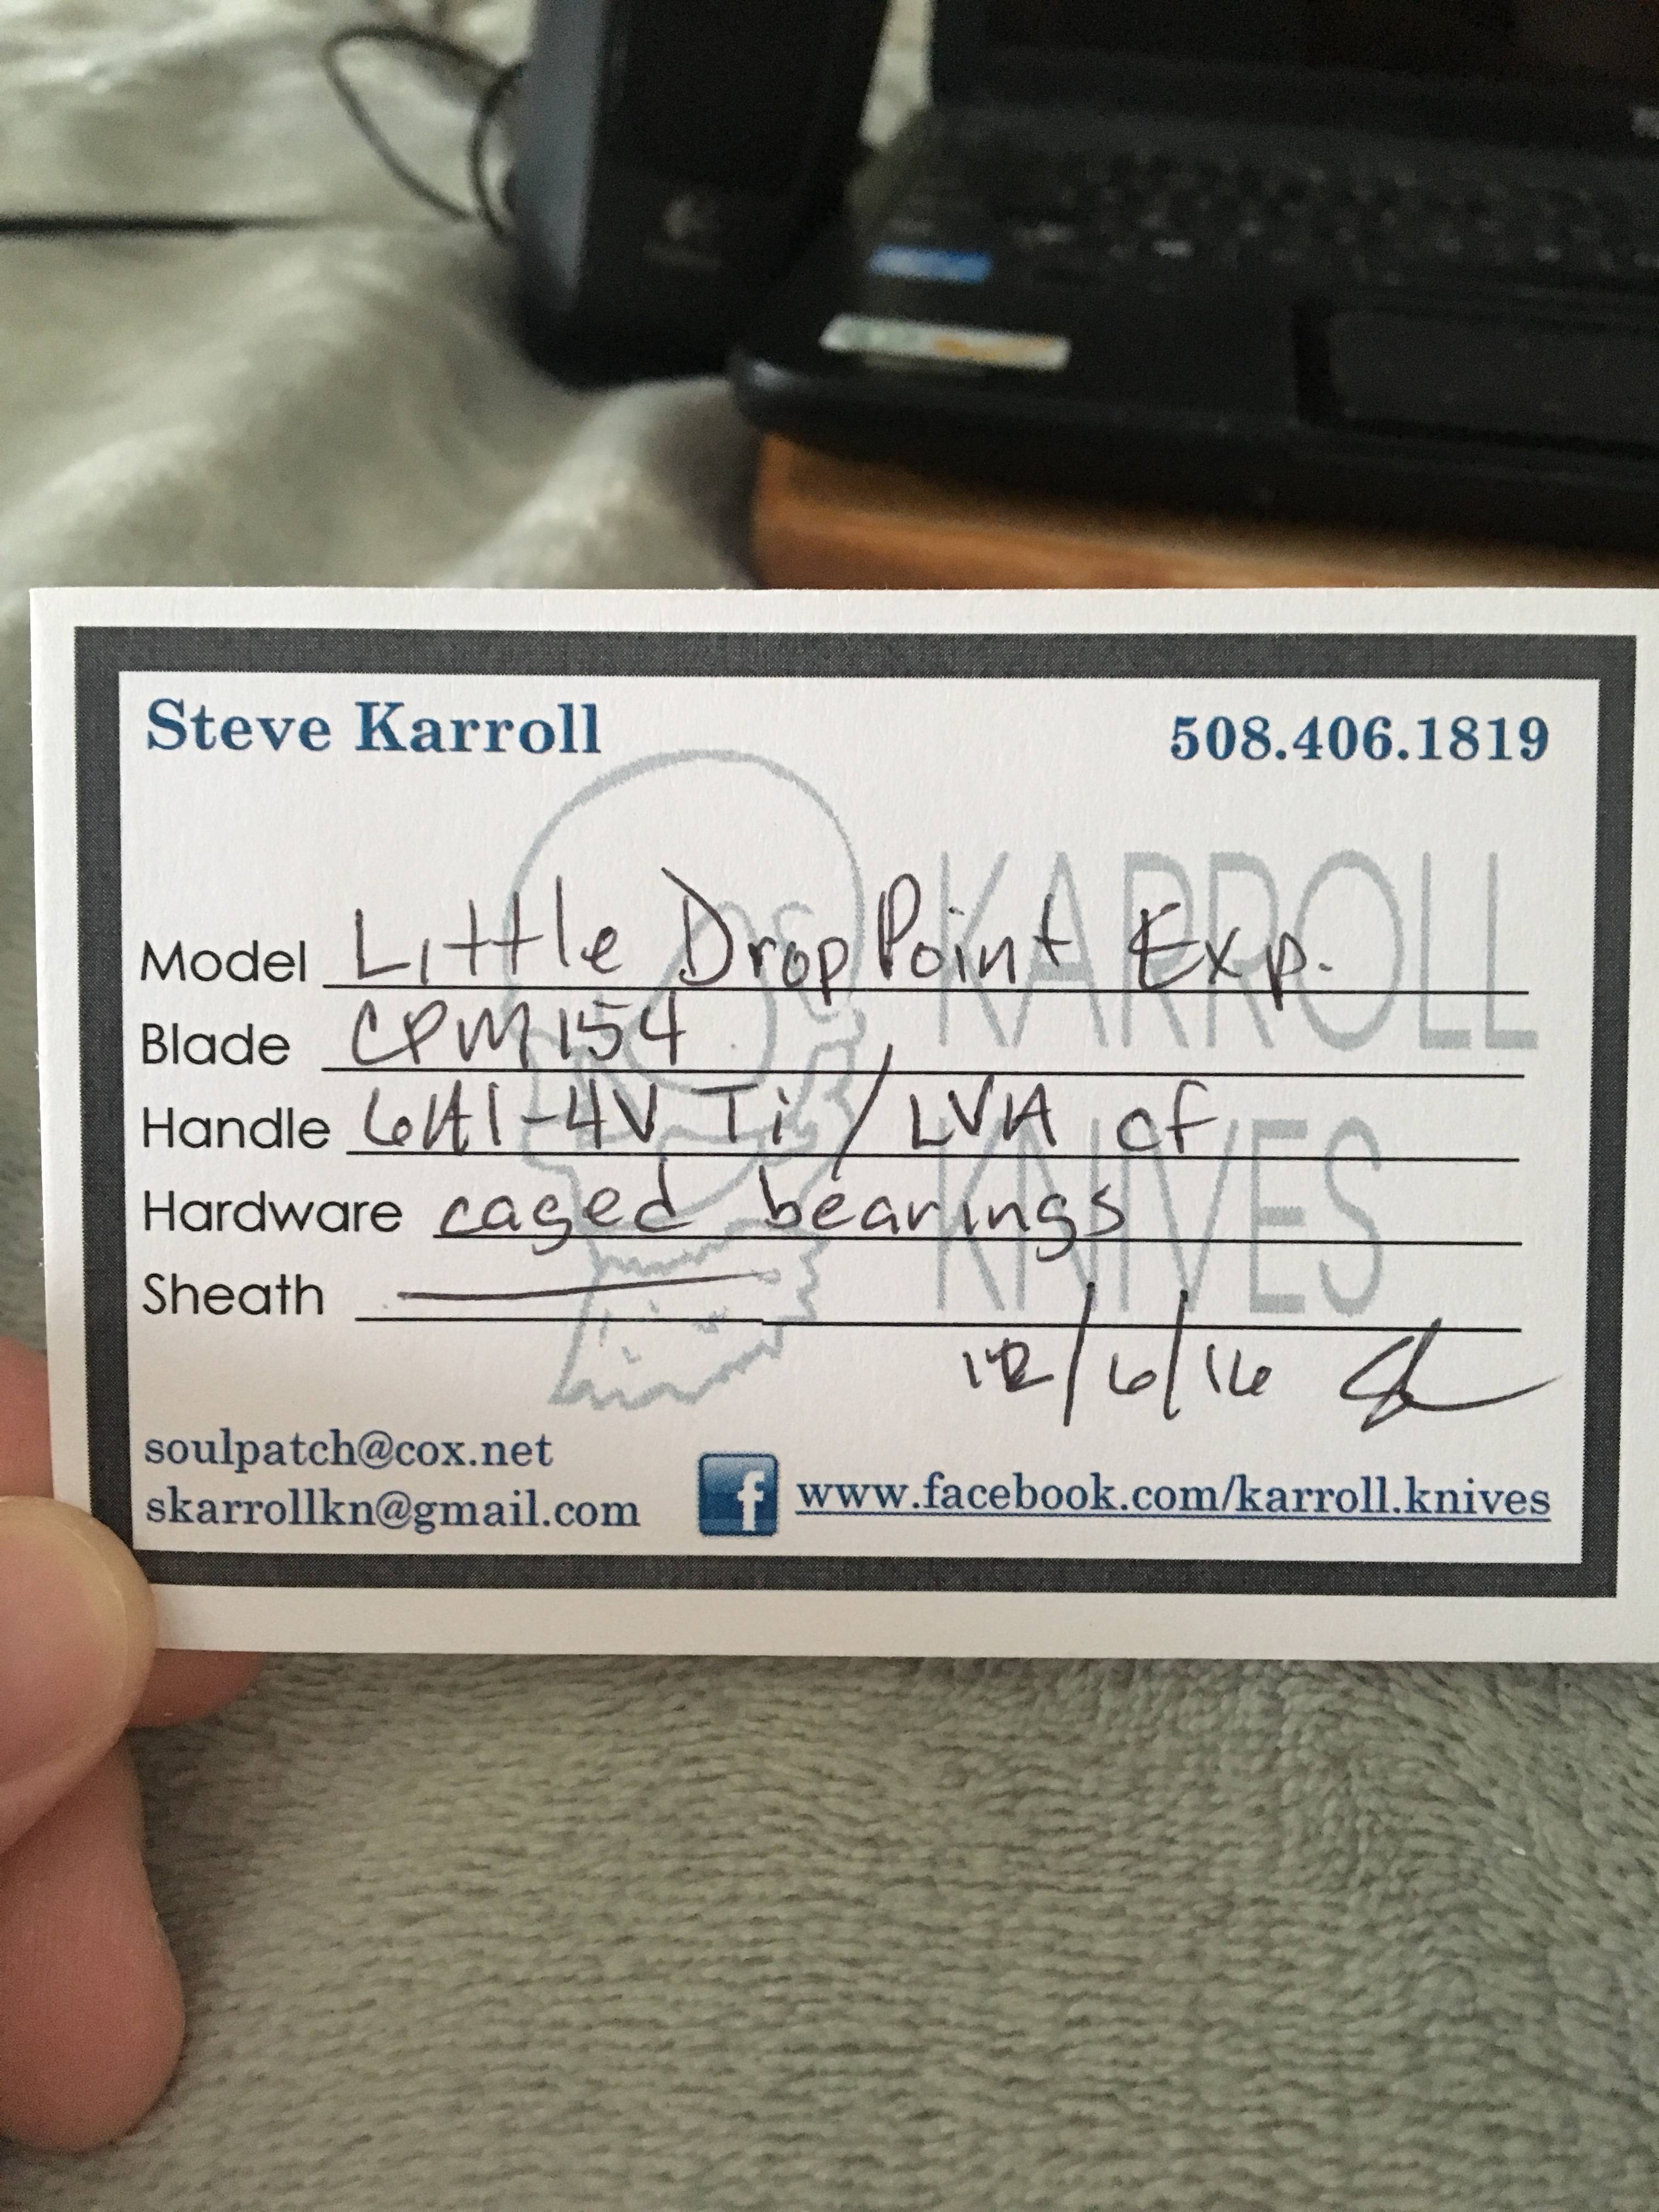 Steve Karroll 508.406.1819
KARROLL
KNIVES
Model Little Drop Point Exp.
Blade CPM154
Handle 6Al-4V Ti / LVA cf
Hardware caged bearings
Sheath
12/6/16
soulpatch@cox.net
skarrollkn@gmail.com
f www.facebook.com/karroll.knives